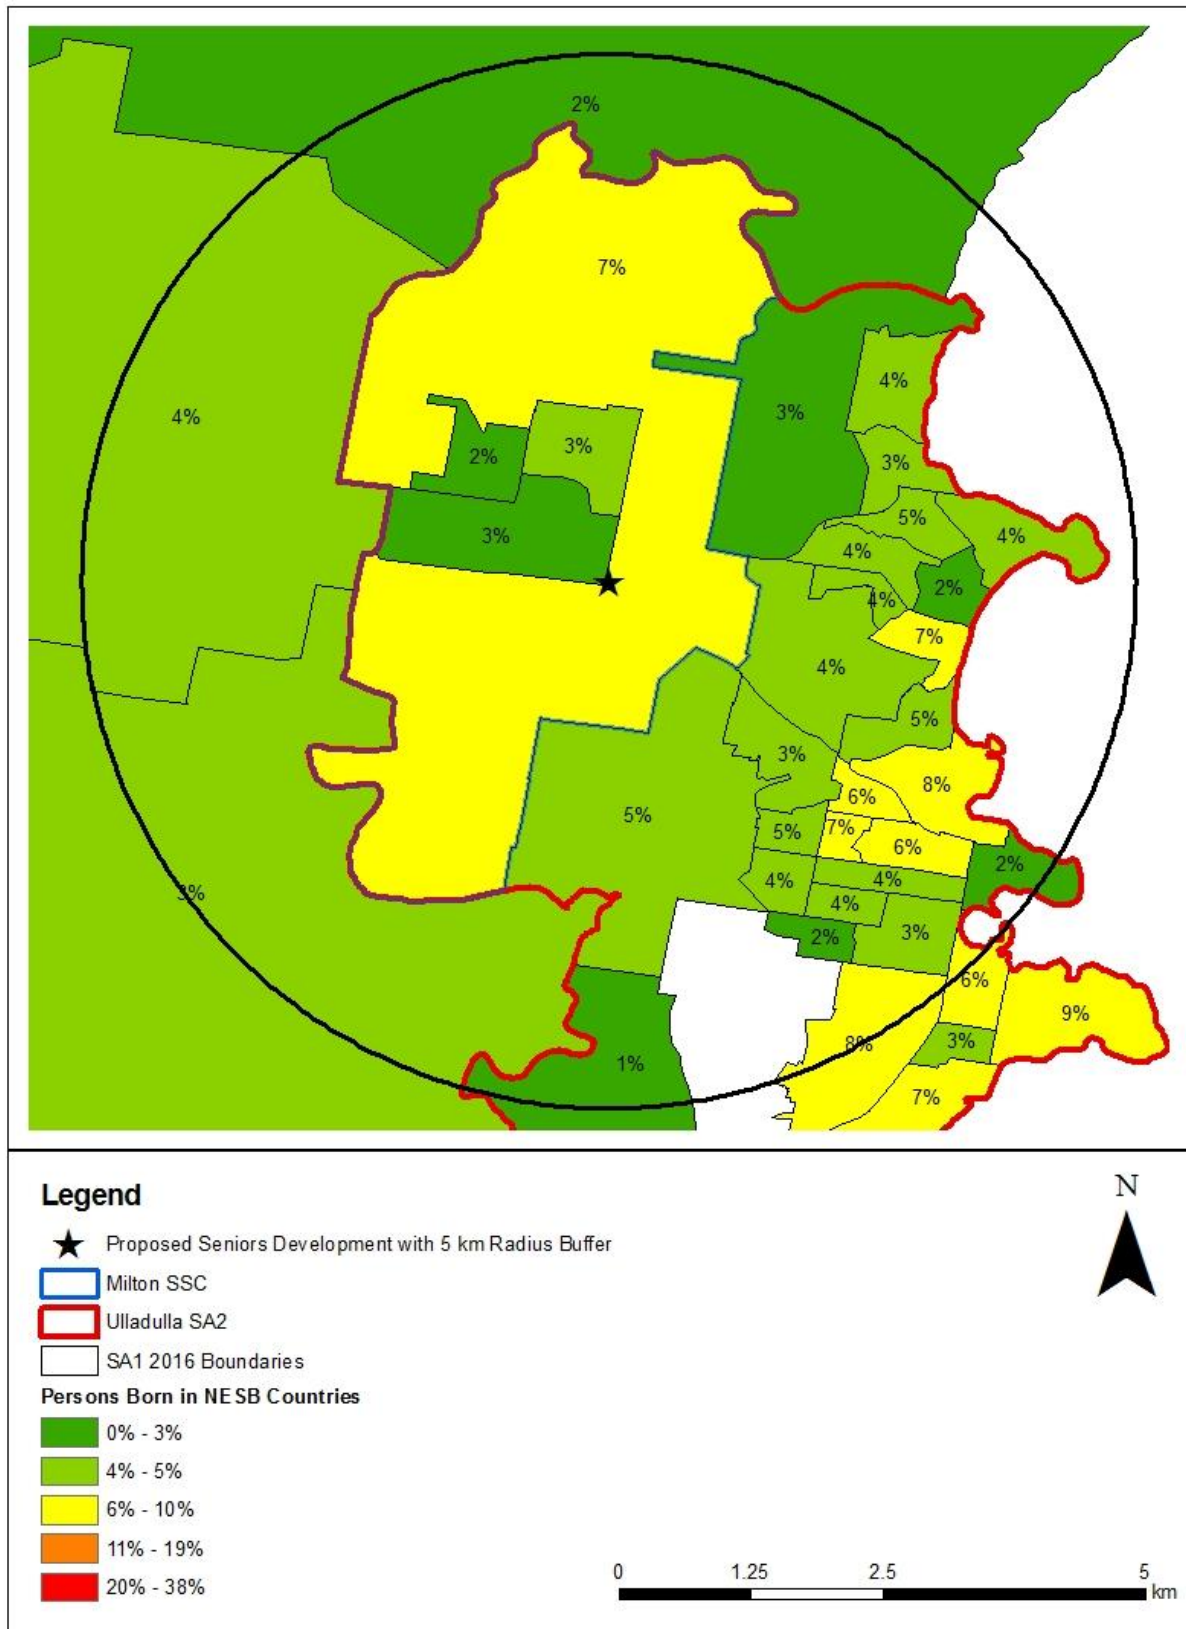 2%
7%
4%
4%
3%
3%
2%
3%
5%
4%
3%
4%
2%
4%
7%
4%
5%
3%
8%
6%
5%
7%
5%
6%
2%
4%
4%
3%
4%
2%
3%
6%
9%
8%
3%
1%
7%
Legend
N
Proposed Seniors Development with 5 km Radius Buffer
Milton SSC
Ulladulla SA2
SA1 2016 Boundaries
Persons Born in NESB Countries
0% - 3%
4% - 5%
6% - 10%
11% - 19%
20% - 38%
0 1.25 2.5 5
km